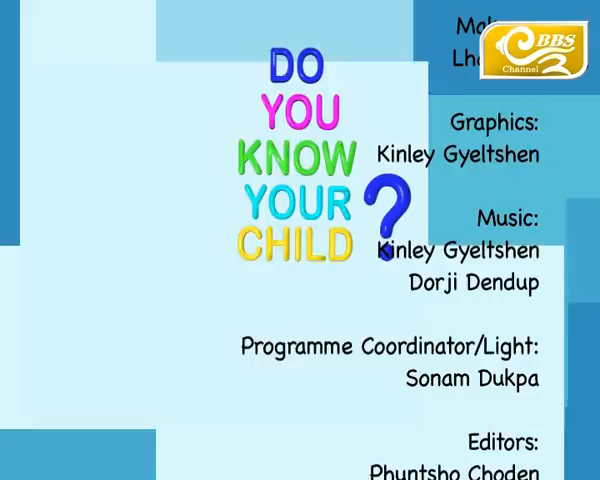 DO
YOU
KNOW
YOUR
CHILD
?
BBS
Channel 2
Graphics:
Kinley Gyeltshen
Music:
Kinley Gyeltshen
Dorji Dendup
Programme Coordinator/Light:
Sonam Dukpa
Editors:
Phuntsho Choden